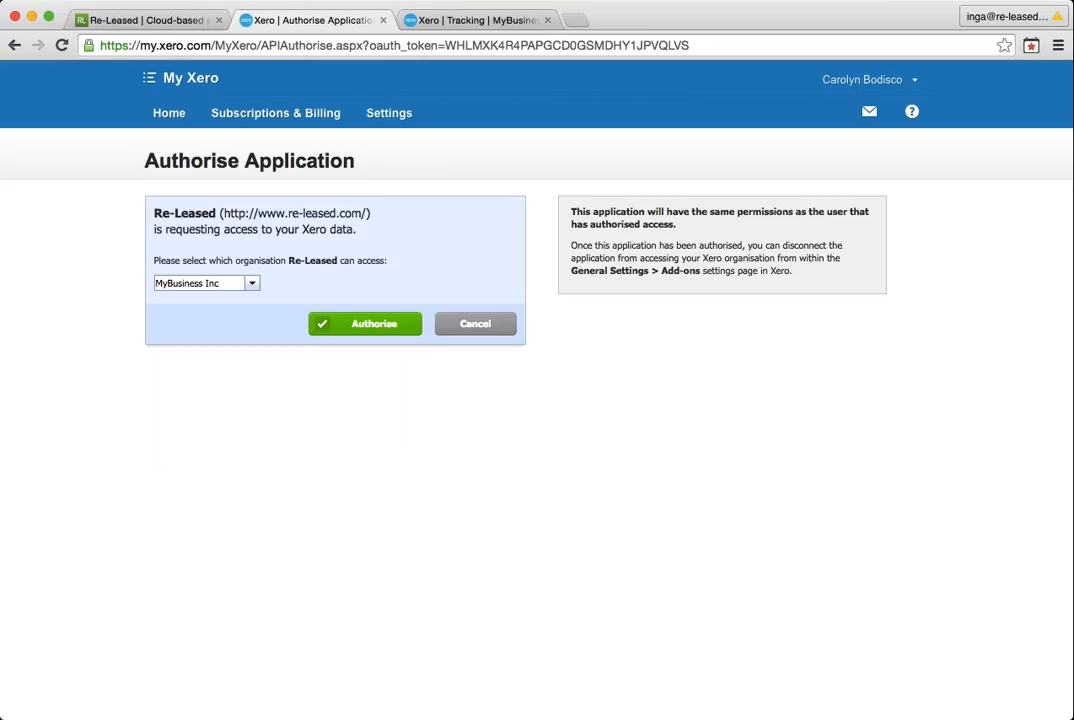 Re-Leased | Cloud-based
Xero | Authorise Applicatio
Xero | Tracking | MyBusine
inga@re-leased...
https://my.xero.com/MyXero/APIAuthorise.aspx?oauth_token=WHLMXK4R4PAPGCD0GSMDHY1JPVQLVS
My Xero
Carolyn Bodisco
Home
Subscriptions & Billing
Settings
?
Authorise Application
Re-Leased (http://www.re-leased.com/)
is requesting access to your Xero data.
Please select which organisation Re-Leased can access:
MyBusiness Inc
Authorise
Cancel
This application will have the same permissions as the user that
has authorised access.
Once this application has been authorised, you can disconnect the
application from accessing your Xero organisation from within the
General Settings > Add-ons settings page in Xero.